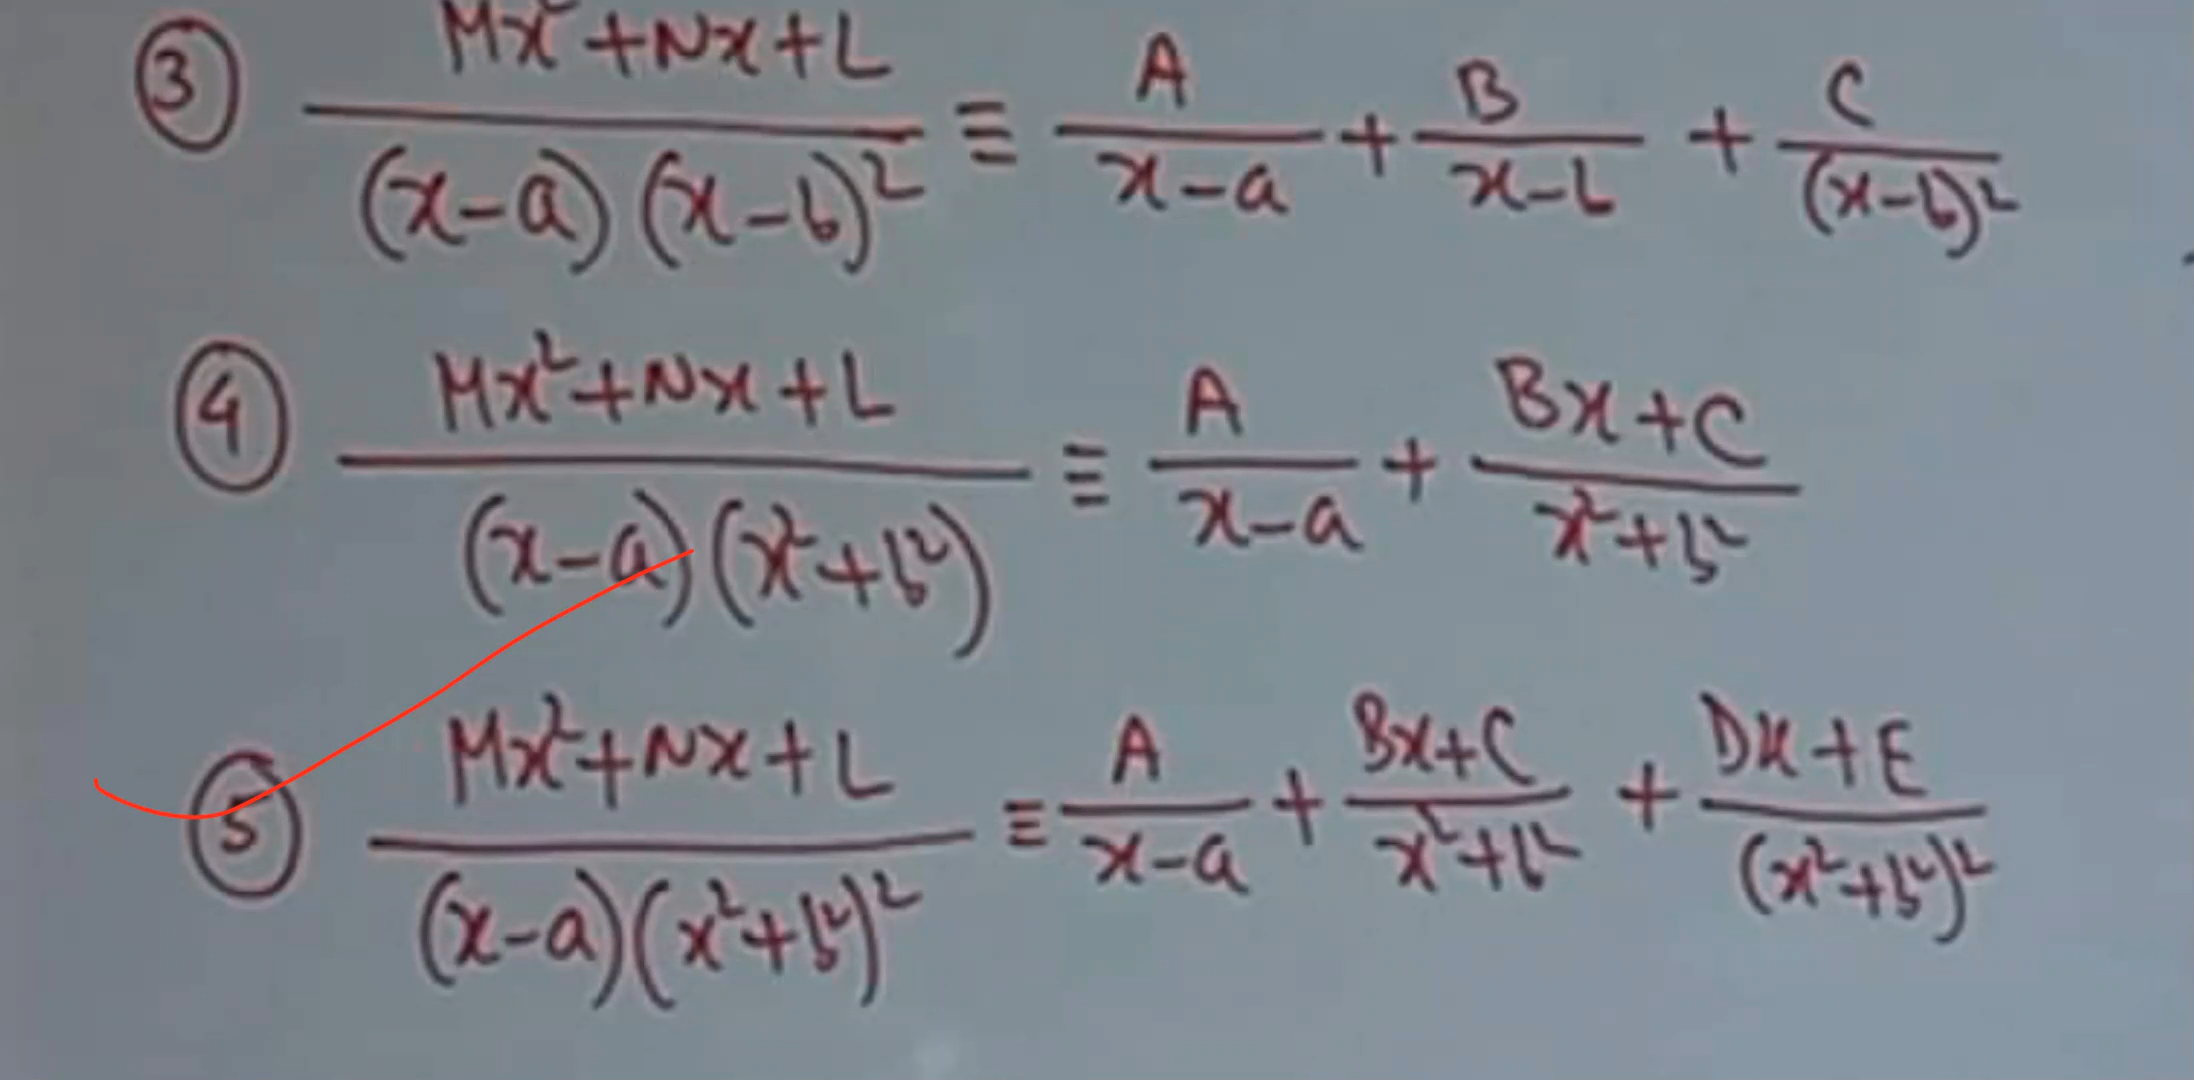 ③ (Mx²+Nx+L)/((x-a)(x-b)²) ≡ A/(x-a) + B/(x-b) + C/(x-b)²
④ (Mx²+Nx+L)/((x-a)(x²+b²)) ≡ A/(x-a) + (Bx+C)/(x²+b²)
⑤ (Mx²+Nx+L)/((x-a)(x²+b²)²) ≡ A/(x-a) + (Bx+C)/(x²+b²) + (Dx+E)/(x²+b²)²